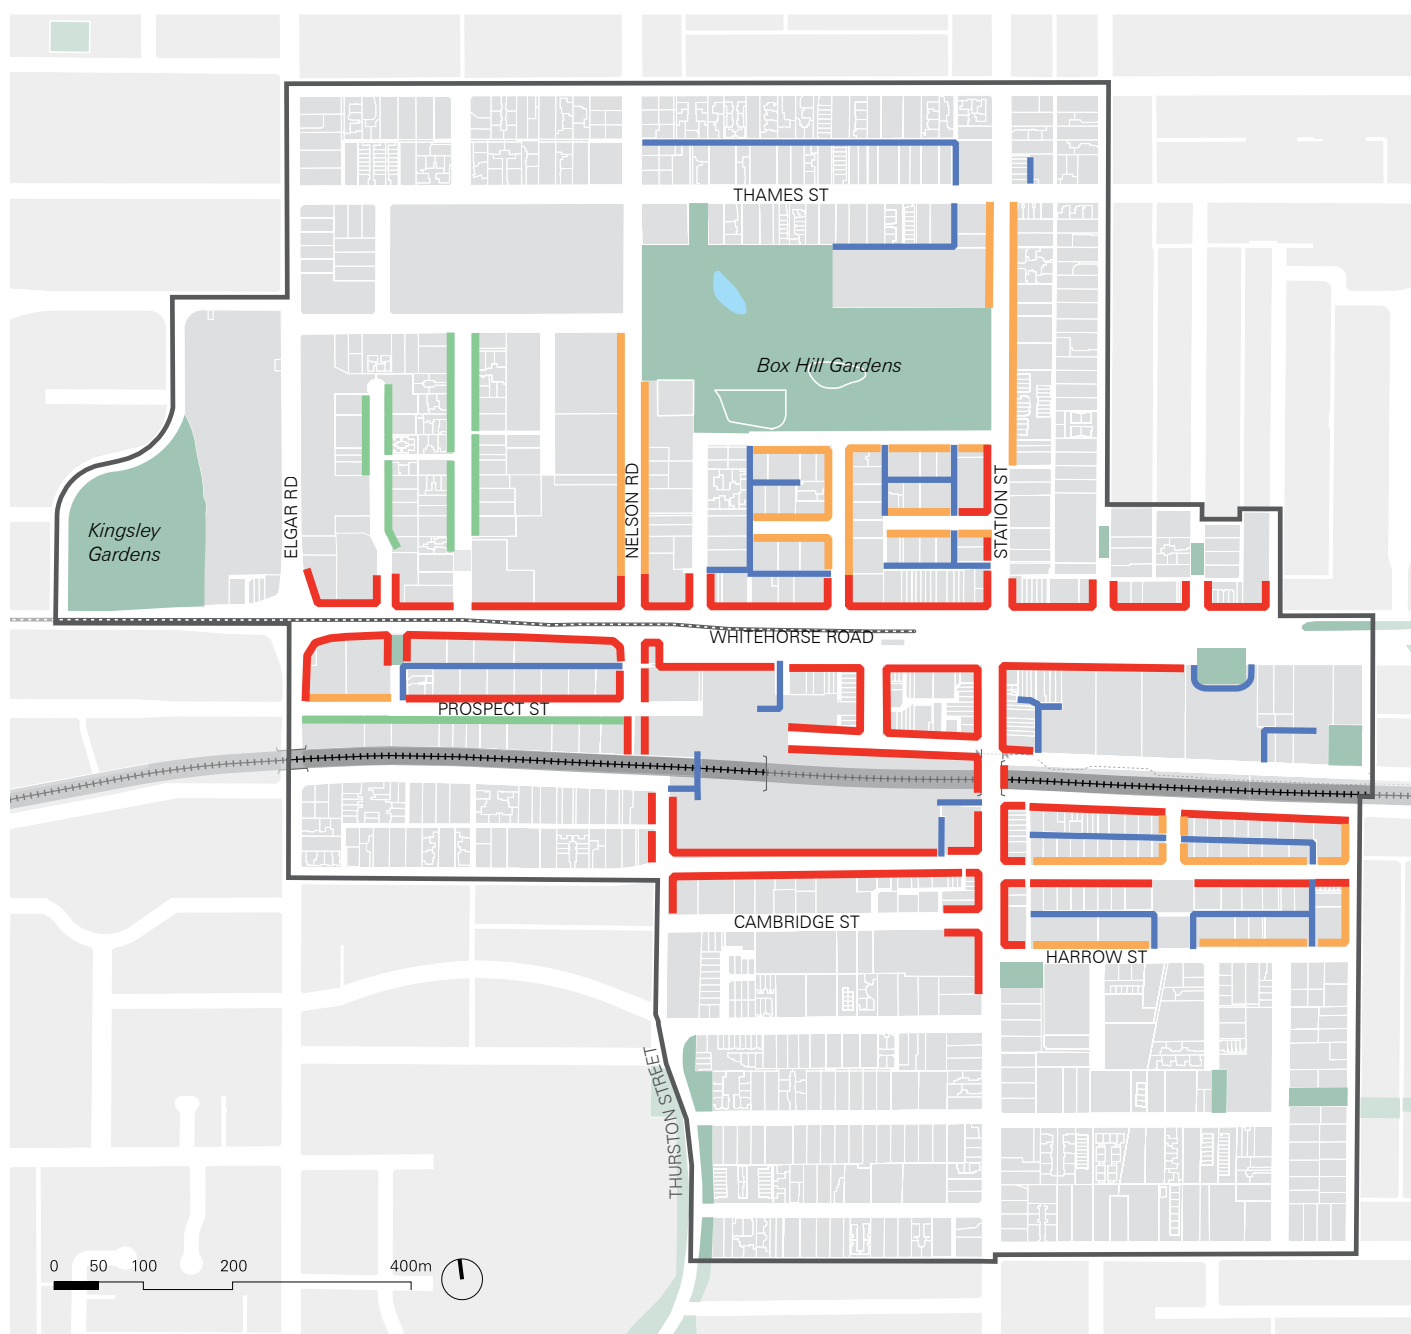 THAMES ST
Box Hill Gardens
ELGAR RD
NELSON RD
STATION ST
Kingsley
Gardens
WHITEHORSE ROAD
PROSPECT ST
CAMBRIDGE ST
HARROW ST
THURSTON STREET
0 50 100 200 400m